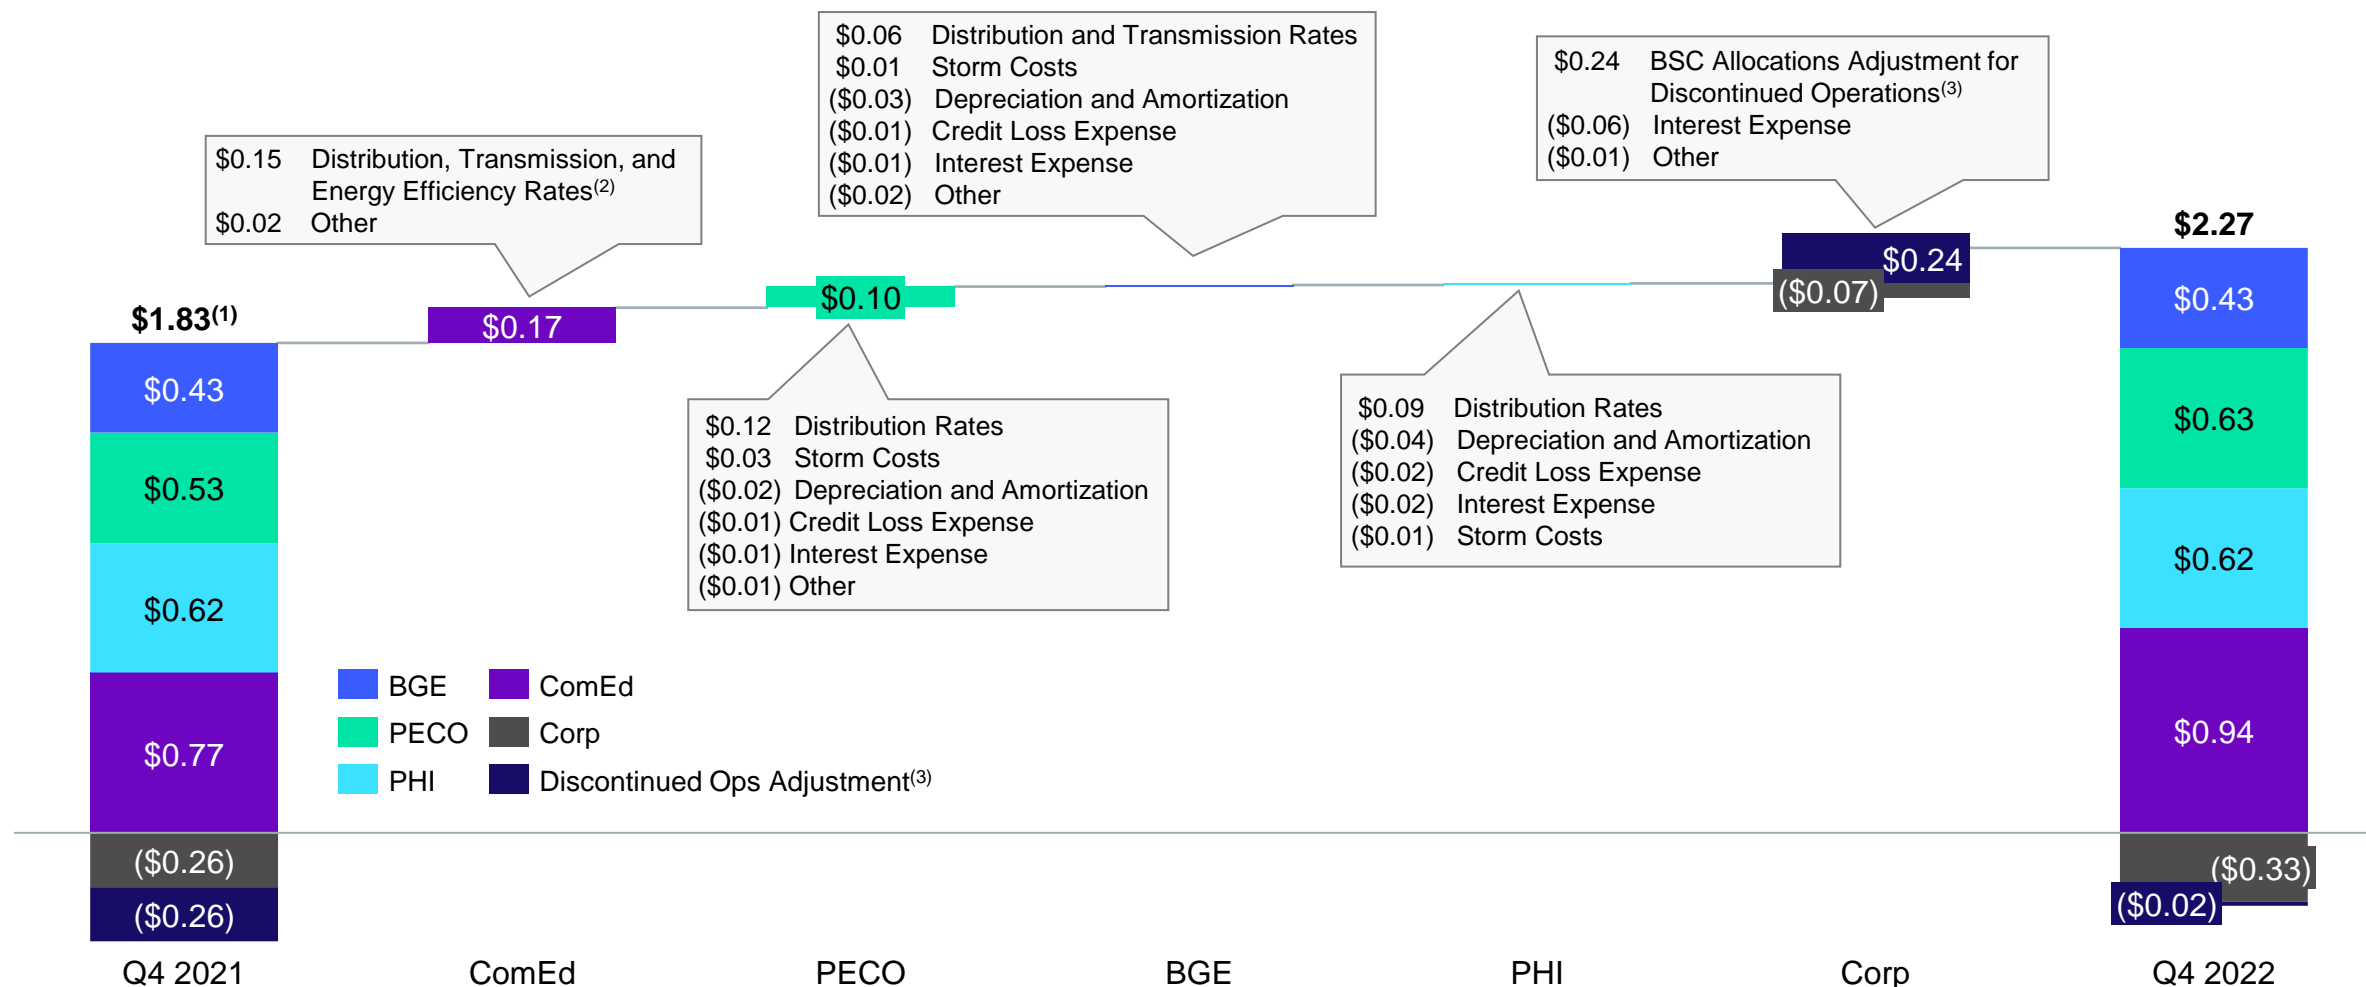 $0.06 Distribution and Transmission Rates
$0.01 Storm Costs
($0.03) Depreciation and Amortization
($0.01) Credit Loss Expense
($0.01) Interest Expense
($0.02) Other
$0.24 BSC Allocations Adjustment for
Discontinued Operations(3)
($0.06) Interest Expense
($0.01) Other
$0.15 Distribution, Transmission, and
Energy Efficiency Rates(2)
$0.02 Other
$1.83(1)
$0.43
$0.53
$0.62
$0.77
($0.26)
($0.26)
$0.17
$0.10
$0.12 Distribution Rates
$0.03 Storm Costs
($0.02) Depreciation and Amortization
($0.01) Credit Loss Expense
($0.01) Interest Expense
($0.01) Other
$0.09 Distribution Rates
($0.04) Depreciation and Amortization
($0.02) Credit Loss Expense
($0.02) Interest Expense
($0.01) Storm Costs
$0.24
($0.07)
$2.27
$0.43
$0.63
$0.62
$0.94
($0.33)
($0.02)
BGE ComEd
PECO Corp
PHI Discontinued Ops Adjustment(3)
Q4 2021 ComEd PECO BGE PHI Corp Q4 2022